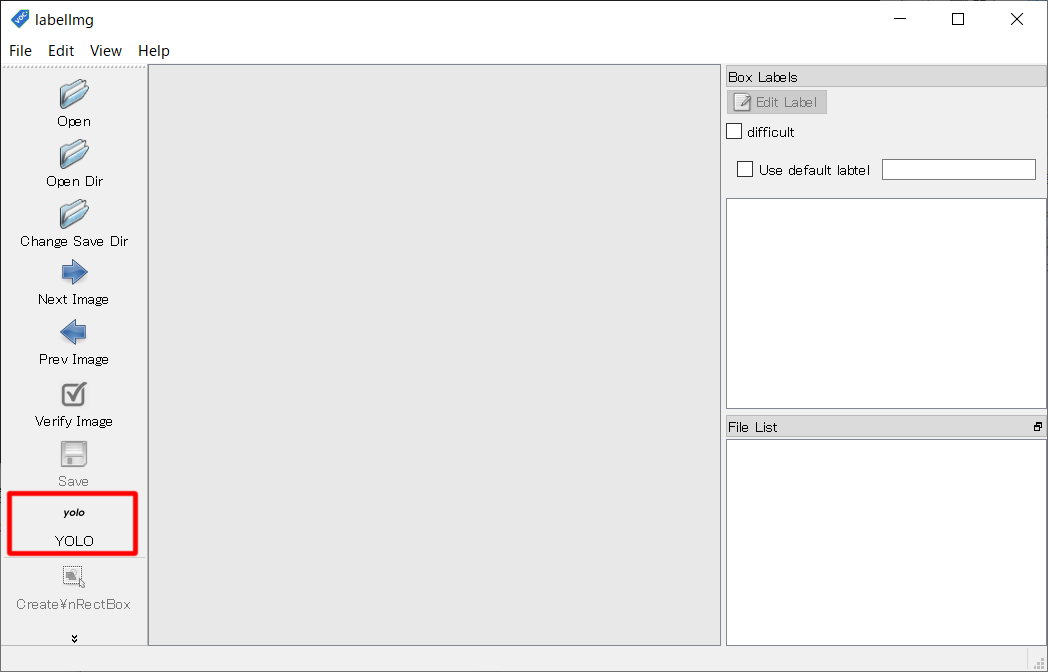 labelImg
File Edit View Help
Open
Open Dir
Change Save Dir
Next Image
Prev Image
Verify Image
Save
yolo
YOLO
Create¥nRectBox
Box Labels
Edit Label
difficult
Use default labtel
File List